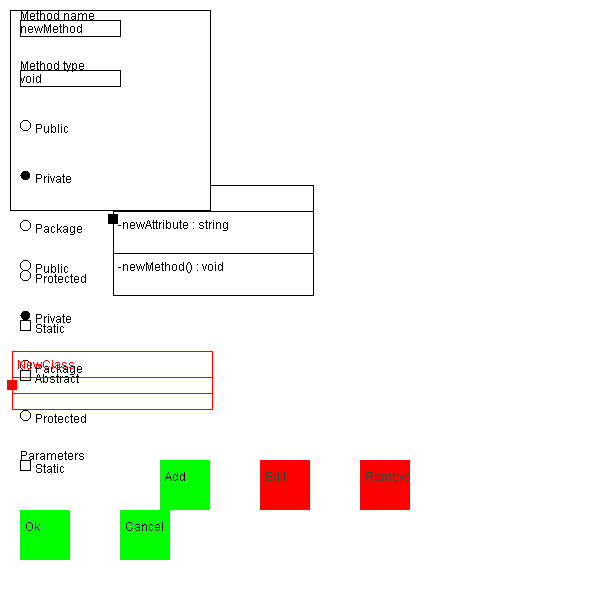 Method name
newMethod
Method type
void
Public
Private
-newAttribute : string
Package
-newMethod() : void
Public
Protected
Private
Static
NewClass
Package
Abstract
Protected
Parameters
Static
Add
Edit
Remove
Ok
Cancel